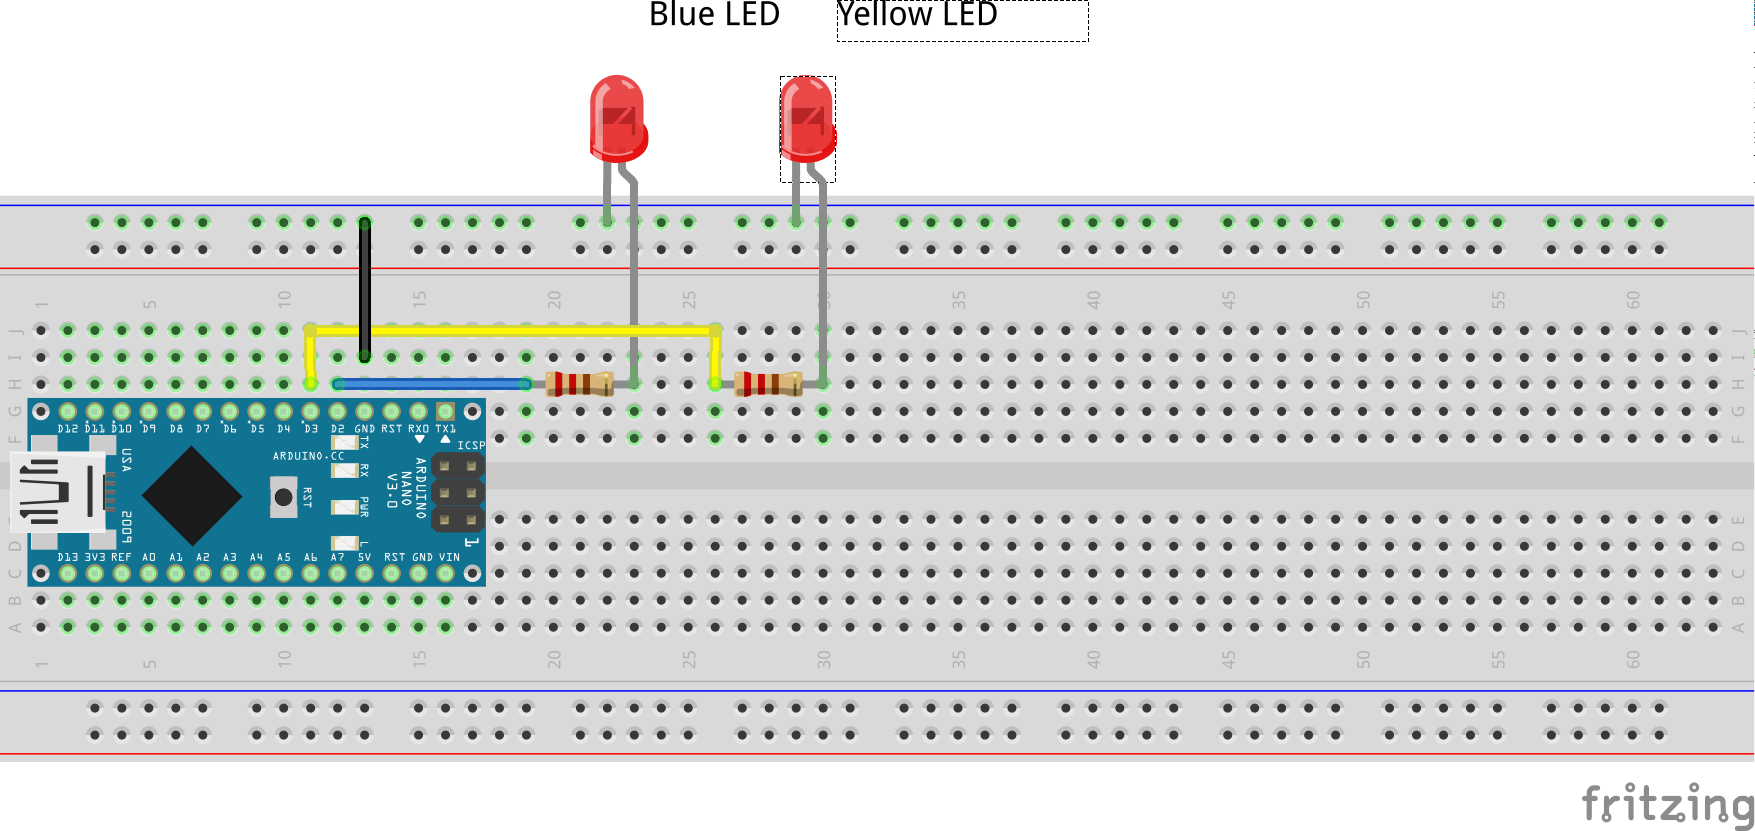 Blue LED Yellow LED
1 5 10 15 20 25 30 35 40 45 50 55 60
J J
I I
H H
G G
F F
D12 D11 D10 D9 D8 D7 D6 D5 D4 D3 D2 GND RST RX0 TX1
ICSP
ARDUINO.CC
TX
RX
PWR
L
USA
2009
RST
ARDUINO
NANO
V3.0
1
D13 3V3 REF A0 A1 A2 A3 A4 A5 A6 A7 5V RST GND VIN
E
D D
C C
B B
A A
1 5 10 15 20 25 30 35 40 45 50 55 60
fritzing